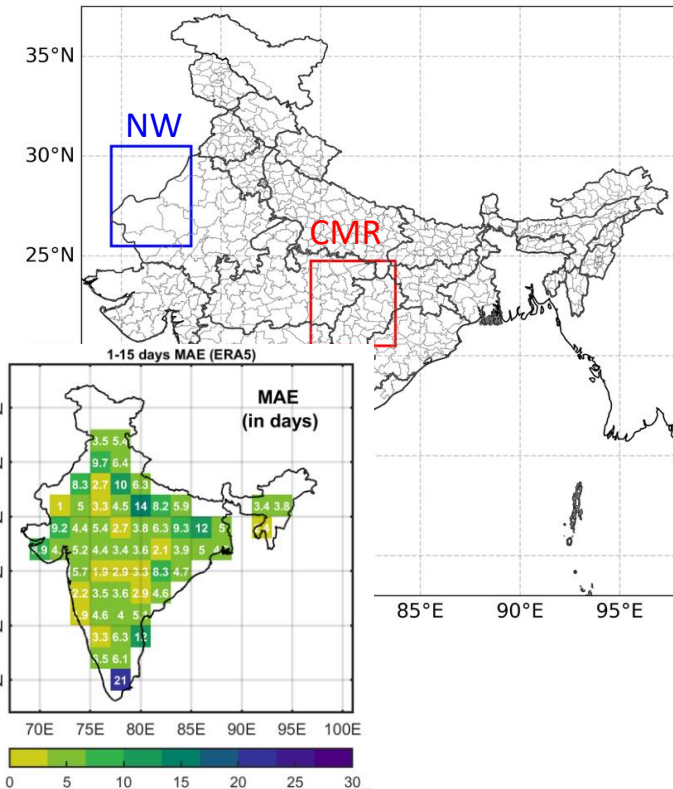 35°N
NW
30°N
25°N
CMR
1-15 days MAE (ERA5)
MAE
(in days)
3.5 5.4
9.7 6.4
8.3 2.7 10 6.3
1 5 3.3 4.5 14 8.2 5.9 3.4 3.8
9.2 4.4 5.4 2.7 3.8 6.3 9.3 12
5.2 4.4 3.4 3.6 2.1 3.9 5
5.7 1.9 2.9 3.3 8.3 4.7
2.2 3.5 3.6 2.9 4.6
4.6 4
3.3 6.3 12
6.1
21
85°E 90°E 95°E
70E 75E 80E 85E 90E 95E 100E
0 5 10 15 20 25 30